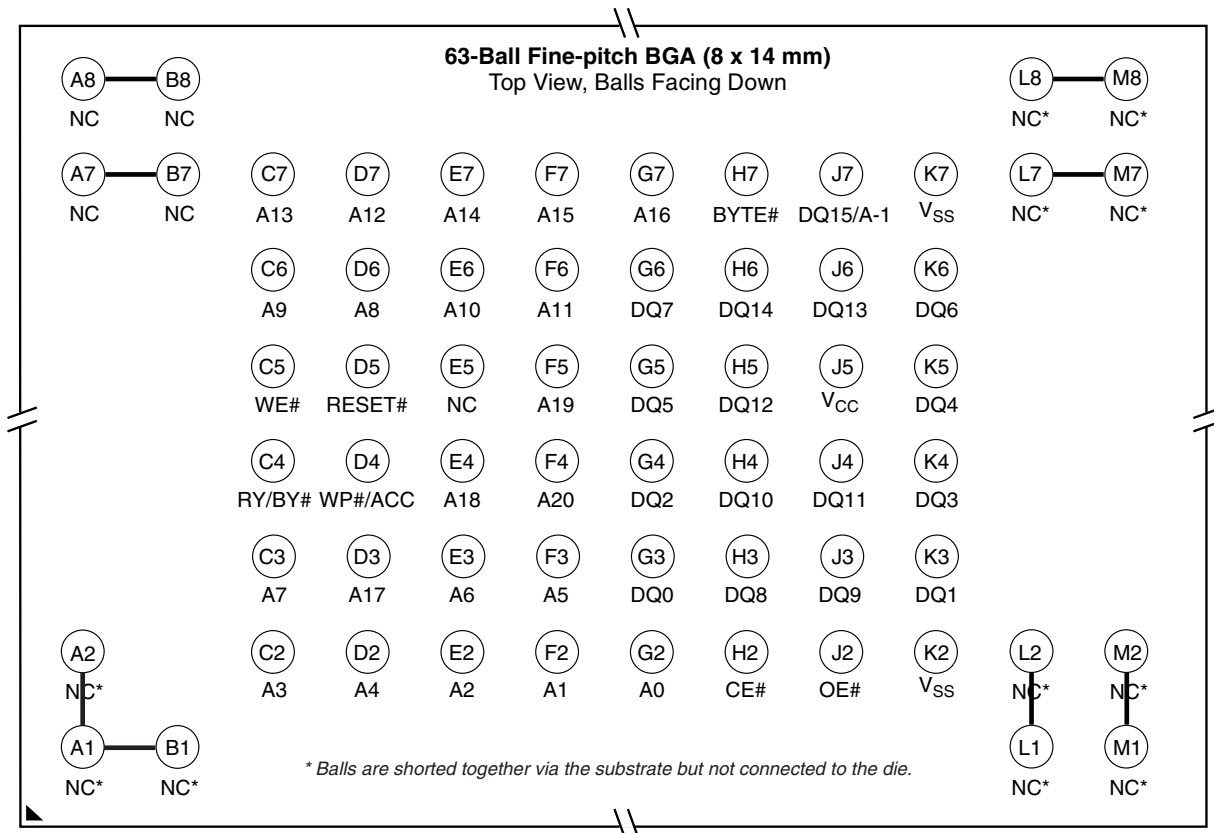 63-Ball Fine-pitch BGA (8 x 14 mm)
Top View, Balls Facing Down
A8 B8 L8 M8
NC NC NC* NC*
A7 B7 C7 D7 E7 F7 G7 H7 J7 K7 L7 M7
NC NC A13 A12 A14 A15 A16 BYTE# DQ15/A-1 VSS NC* NC*
C6 D6 E6 F6 G6 H6 J6 K6
A9 A8 A10 A11 DQ7 DQ14 DQ13 DQ6
C5 D5 E5 F5 G5 H5 J5 K5
WE# RESET# NC A19 DQ5 DQ12 VCC DQ4
C4 D4 E4 F4 G4 H4 J4 K4
RY/BY# WP#/ACC A18 A20 DQ2 DQ10 DQ11 DQ3
C3 D3 E3 F3 G3 H3 J3 K3
A7 A17 A6 A5 DQ0 DQ8 DQ9 DQ1
A2 C2 D2 E2 F2 G2 H2 J2 K2 L2 M2
NC* A3 A4 A2 A1 A0 CE# OE# VSS NC* NC*
A1 B1 L1 M1
NC* NC* NC* NC*
* Balls are shorted together via the substrate but not connected to the die.